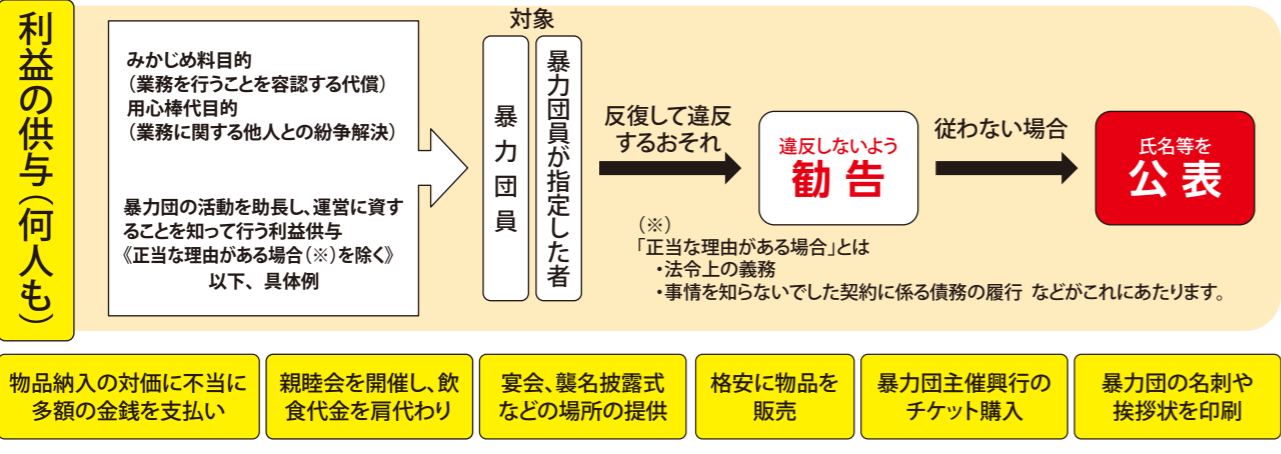 利益の供与(何人も)
みかじめ料目的
(業務を行うことを容認する代償)
用心棒代目的
(業務に関する他人との紛争解決)
暴力団の活動を助長し、運営に資す
ることを知って行う利益供与
《正当な理由がある場合(※)を除く》
以下、具体例
対象
暴力団員
暴力団員が指定した者
反復して違反
するおそれ
違反しないよう
勧告
従わない場合
氏名等を
公表
(※)
「正当な理由がある場合」とは
・法令上の義務
・事情を知らないでした契約に係る債務の履行 などがこれにあたります。
物品納入の対価に不当に
多額の金銭を支払い
親睦会を開催し、飲
食代金を肩代わり
宴会、襲名披露式
などの場所の提供
格安に物品を
販売
暴力団主催興行の
チケット購入
暴力団の名刺や
挨拶状を印刷